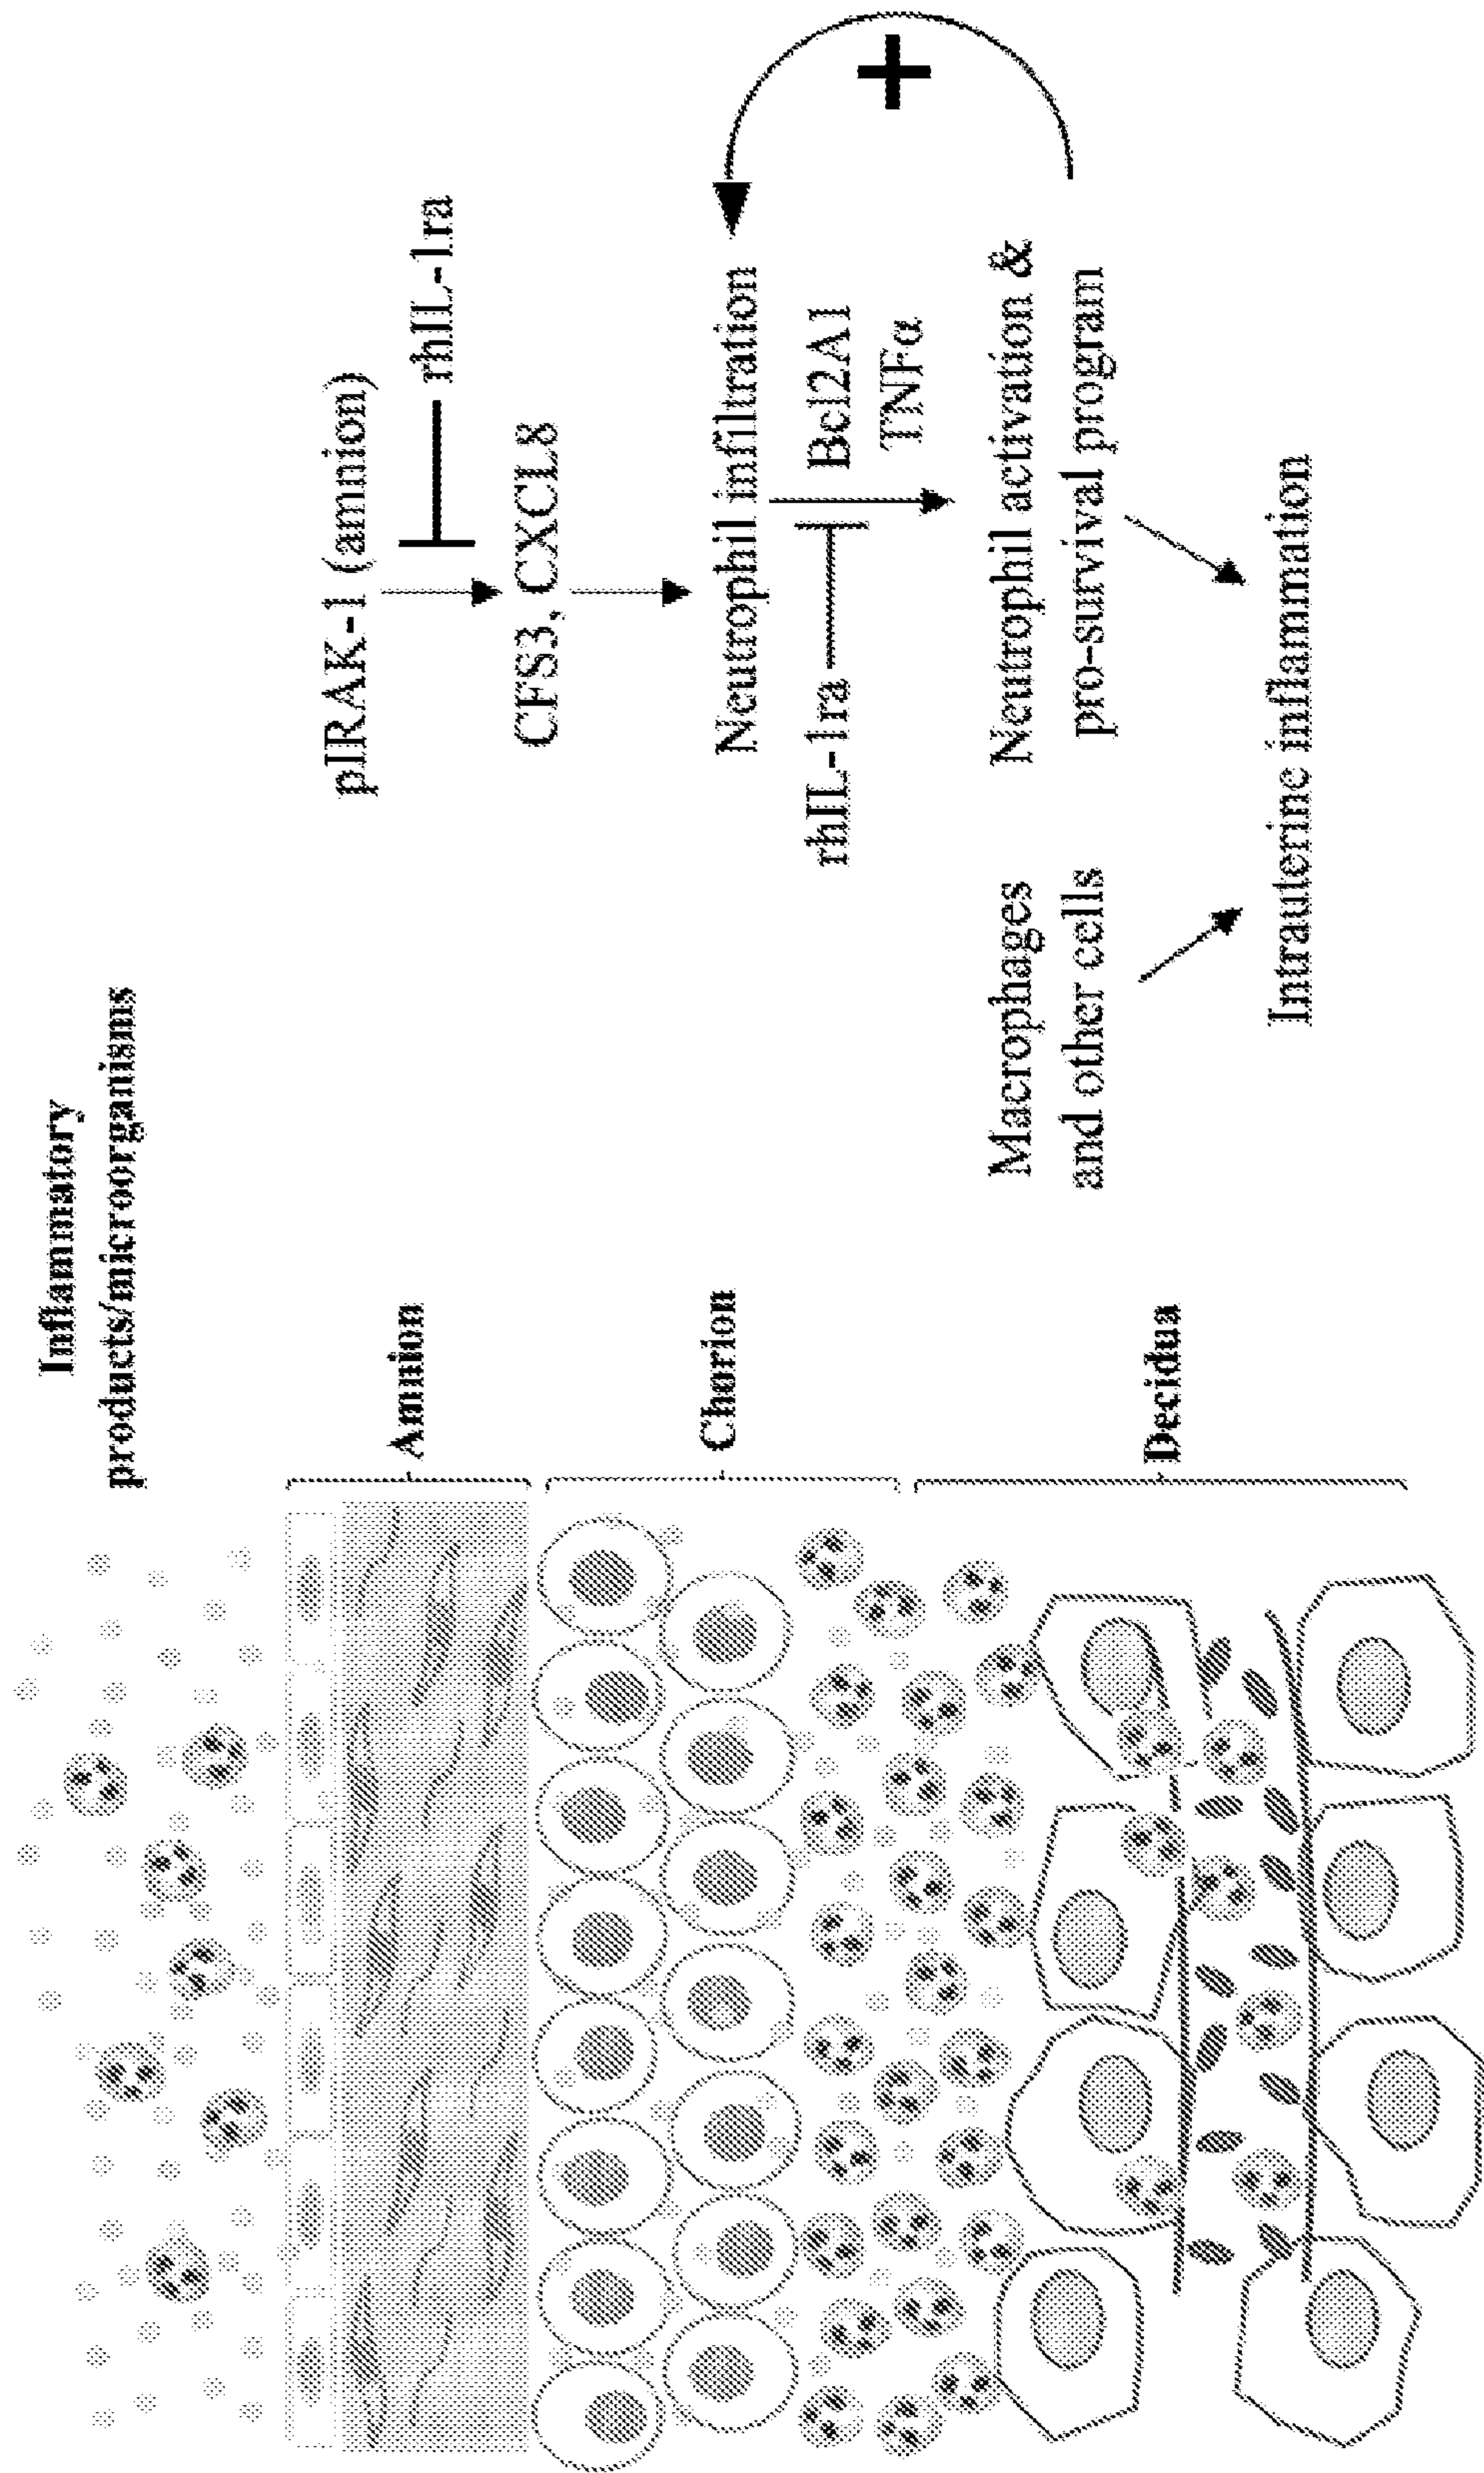 Inflammatory
products/microorganisms
Amnion
Chorion
Decidua
pIRAK-1 (amnion)
rhIL-1ra
CFS3, CXCL8
Neutrophil infiltration
rhIL-1ra
Bcl2A1
TNFα
+
Macrophages
and other cells
Neutrophil activation &
pro-survival program
Intrauterine inflammation